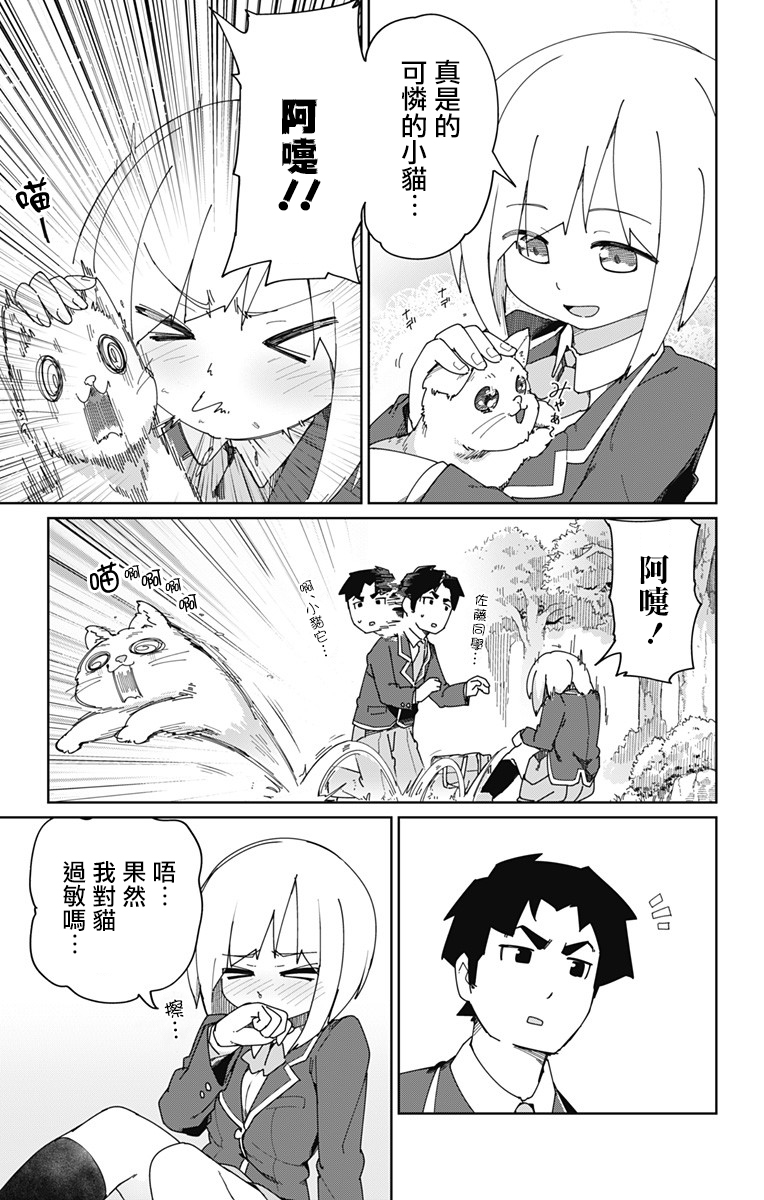 真是的
可憐的小貓…
なで
なで
みゅ
あ～
阿嚏!!
喵—
阿嚏!
佐藤同學…
啊
小貓它…
喵
啊啊啊啊
唔…
果然
我對貓
過敏嗎…
擦…